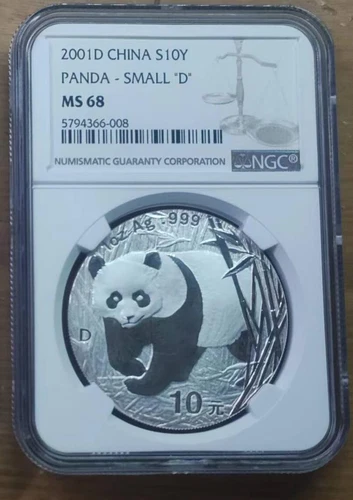 2001D CHINA S10Y
PANDA - SMALL "D"
MS 68
5794366-008
NUMISMATIC GUARANTY CORPORATION
NGC®
1oz Ag .999
D
10元